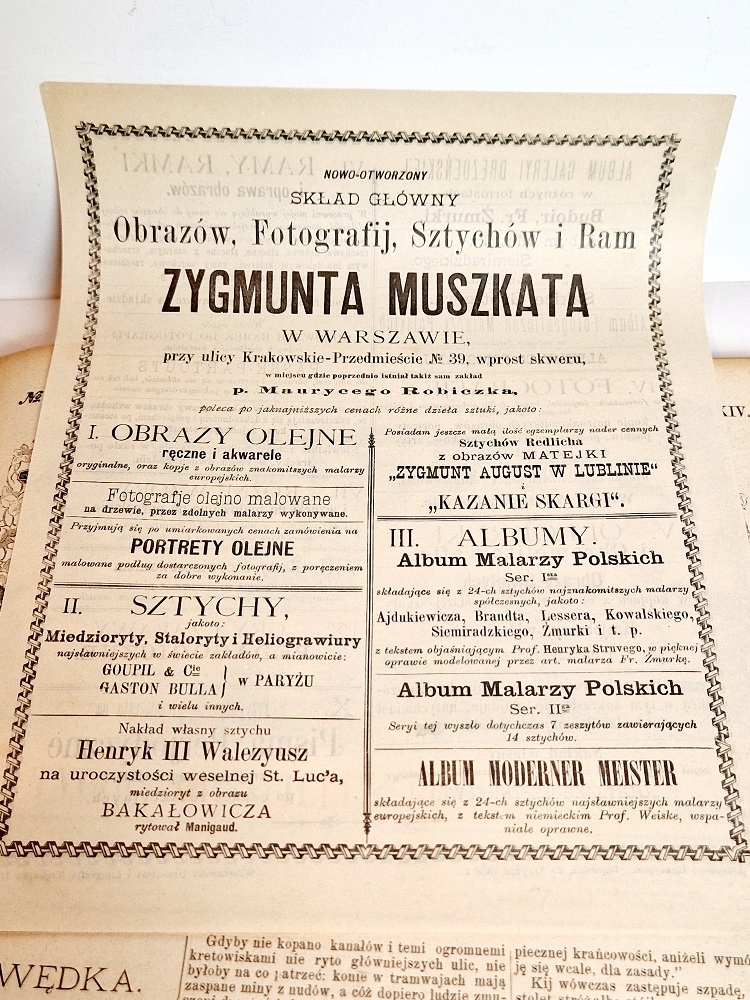 NOWO-OTWORZONY
SKŁAD GŁÓWNY
Obrazów, Fotografij, Sztychów i Ram
ZYGMUNTA MUSZKATA
W WARSZAWIE,
przy ulicy Krakowskie-Przedmieście № 39, wprost skweru,
w miejscu gdzie poprzednio istniał takiż sam zakład
p. Maurycego Robiczka,
poleca po jaknajniższych cenach różne dzieła sztuki, jakoto:
I. OBRAZY OLEJNE
ręczne i akwarele
oryginalne, oraz kopje z obrazów znakomitszych malarzy
europejskich.
Fotografje olejno malowane
na drzewie, przez zdolnych malarzy wykonywane.
Przyjmują się po umiarkowanych cenach zamówienia na
PORTRETY OLEJNE
malowane podług dostarczonych fotografij, z poręczeniem
za dobre wykonanie.
II. SZTYCHY,
jakoto:
Miedzioryty, Staloryty i Heliograwiury
najsławniejszych w świecie zakładów, a mianowicie:
GOUPIL & Cie
GASTON BULLA } w PARYŻU
i wielu innych.
Nakład własny sztychu
Henryk III Walezyusz
na uroczystości weselnej St. Luc'a,
miedzioryt z obrazu
BAKAŁOWICZA
rytował Manigaud.
Posiadam jeszcze małą ilość egzemplarzy nader cennych
Sztychów Redlicha
z obrazów MATEJKI
„ZYGMUNT AUGUST W LUBLINIE“
i
„KAZANIE SKARGI“.
III. ALBUMY.
Album Malarzy Polskich
Ser. Isza
składające się z 24-ch sztychów najznakomitszych malarzy
spółczesnych, jakoto:
Ajdukiewicza, Brandta, Lessera, Kowalskiego,
Siemiradzkiego, Żmurki i t. p.
z tekstem objaśniającym Prof. Henryka Struvego, w pięknej
oprawie modelowanej przez art. malarza Fr. Żmurkę.
Album Malarzy Polskich
Ser. IIga
Seryi tej wyszło dotychczas 7 zeszytów zawierających
14 sztychów.
ALBUM MODERNER MEISTER
składające się z 24-ch sztychów najsławniejszych malarzy
europejskich, z tekstem niemieckim Prof. Weiske, wspa-
niale oprawne.
WĘDKA.
Gdyby nie kopano kanałów i temi ogromnemi
kretowiskami nie ryto główniejszych ulic, nie
byłoby na co patrzeć: konie w tramwajach mają
zaspane miny z nudów, a cóż dopiero ludzie zmu-
piecznej krańcowości, aniżeli wymó
ję się wcale, dla zasady."
Kij wówczas zastępuje szpadę,